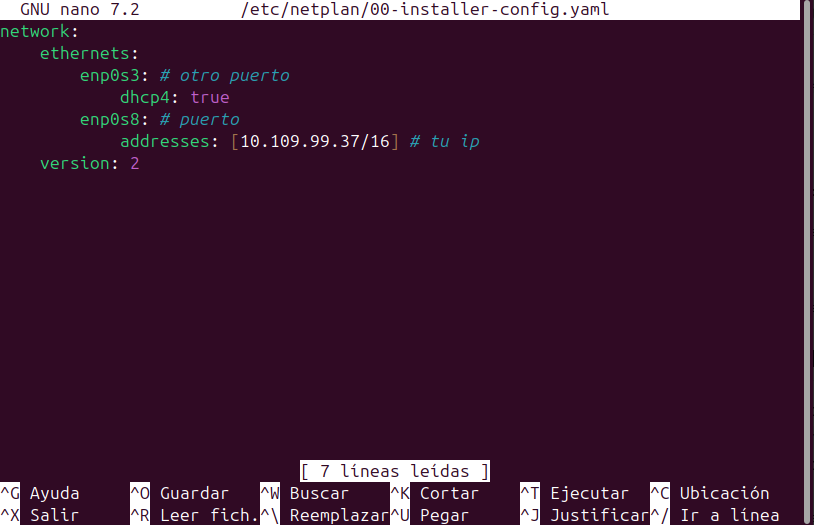 GNU nano 7.2 /etc/netplan/00-installer-config.yaml
network:
    ethernets:
        enp0s3: # otro puerto
            dhcp4: true
        enp0s8: # puerto
            addresses: [10.109.99.37/16] # tu ip
    version: 2
[ 7 líneas leídas ]
^G Ayuda ^O Guardar ^W Buscar ^K Cortar ^T Ejecutar ^C Ubicación
^X Salir ^R Leer fich. ^\ Reemplazar ^U Pegar ^J Justificar ^/ Ir a línea